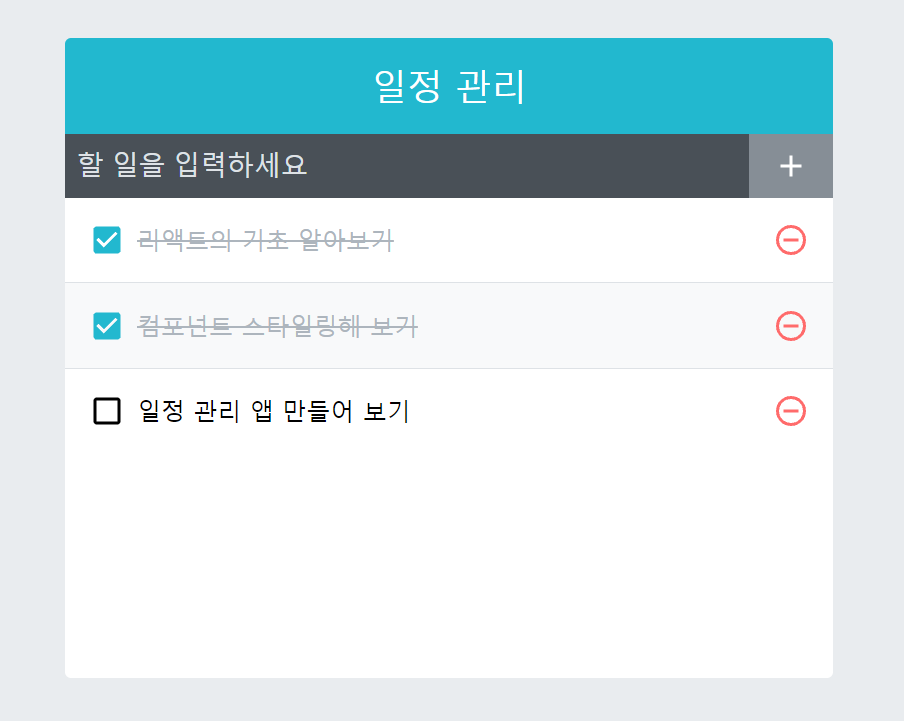 일정 관리
할 일을 입력하세요
리액트의 기초 알아보기
컴포넌트 스타일링해 보기
일정 관리 앱 만들어 보기